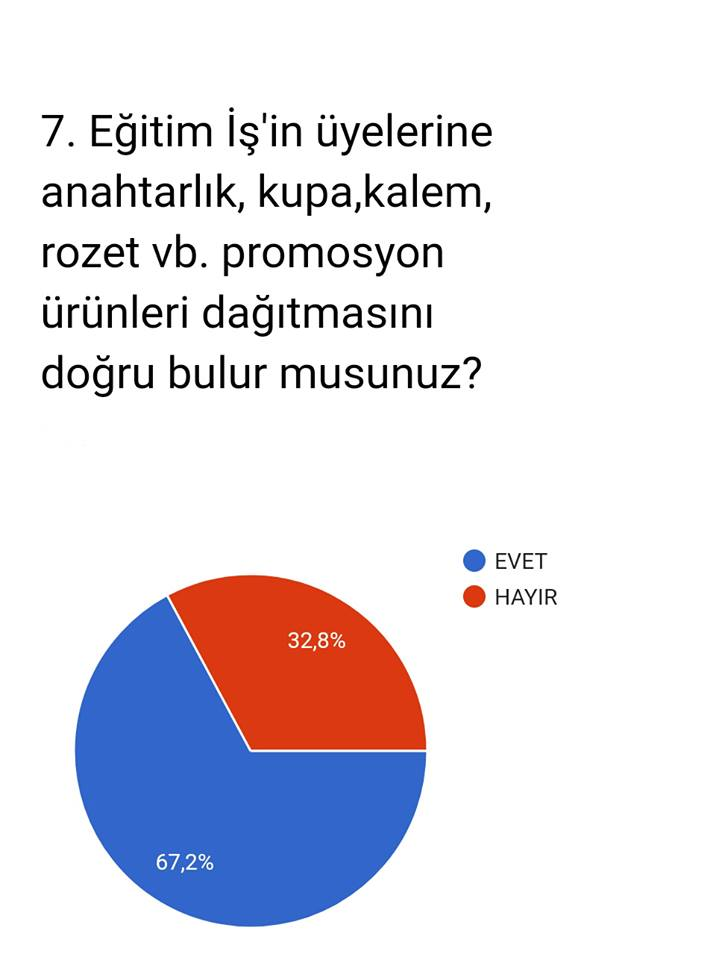 7. Eğitim İş'in üyelerine
anahtarlık, kupa,kalem,
rozet vb. promosyon
ürünleri dağıtmasını
doğru bulur musunuz?
EVET
HAYIR
32,8%
67,2%